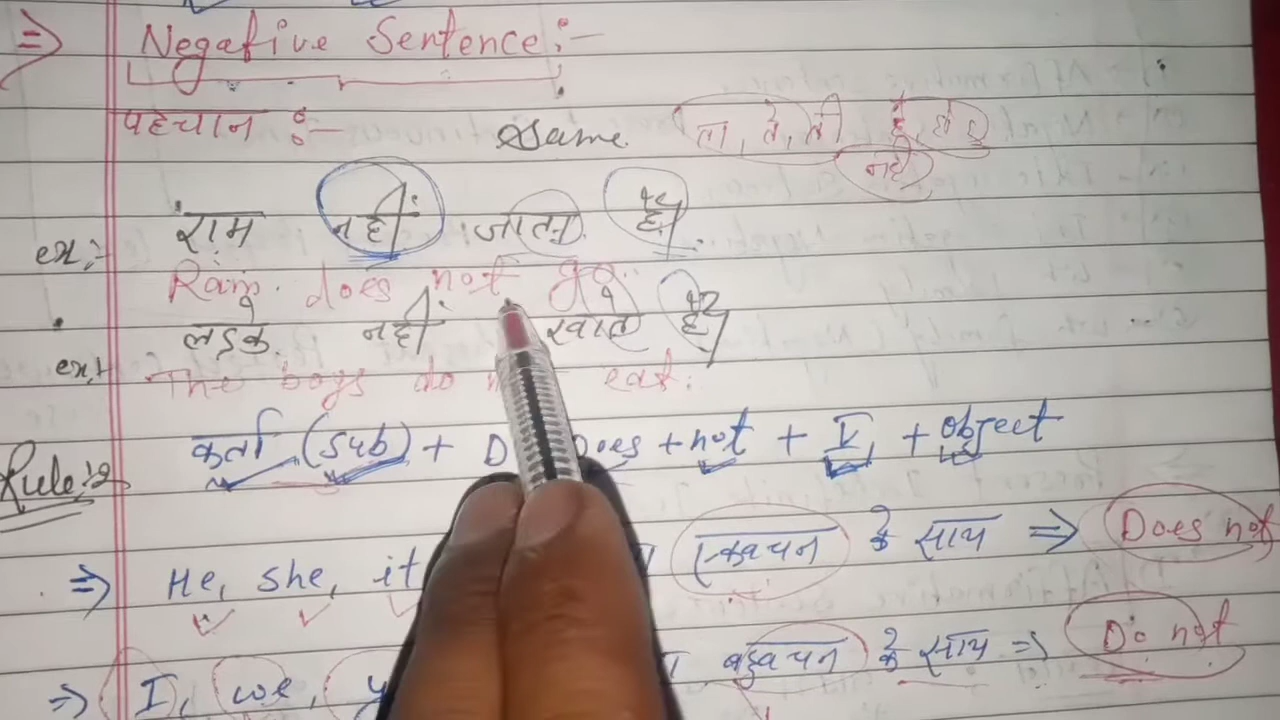 ⇒ Negative Sentence :-
पहचान :- Same ता, ते, ती है, हो हूँ
नही
ex :- राम नहीं जाता है।
Ram does not go.
लड़के नहीं खाते हैं।
ex :- The boys do eat.
Rule :- कर्ता (Sub) + Does + not + V₁ + object
⇒ He, she, it एकवचन के साथ ⇒ Does not
⇒ I, we, बहुवचन के साथ ⇒ Do not